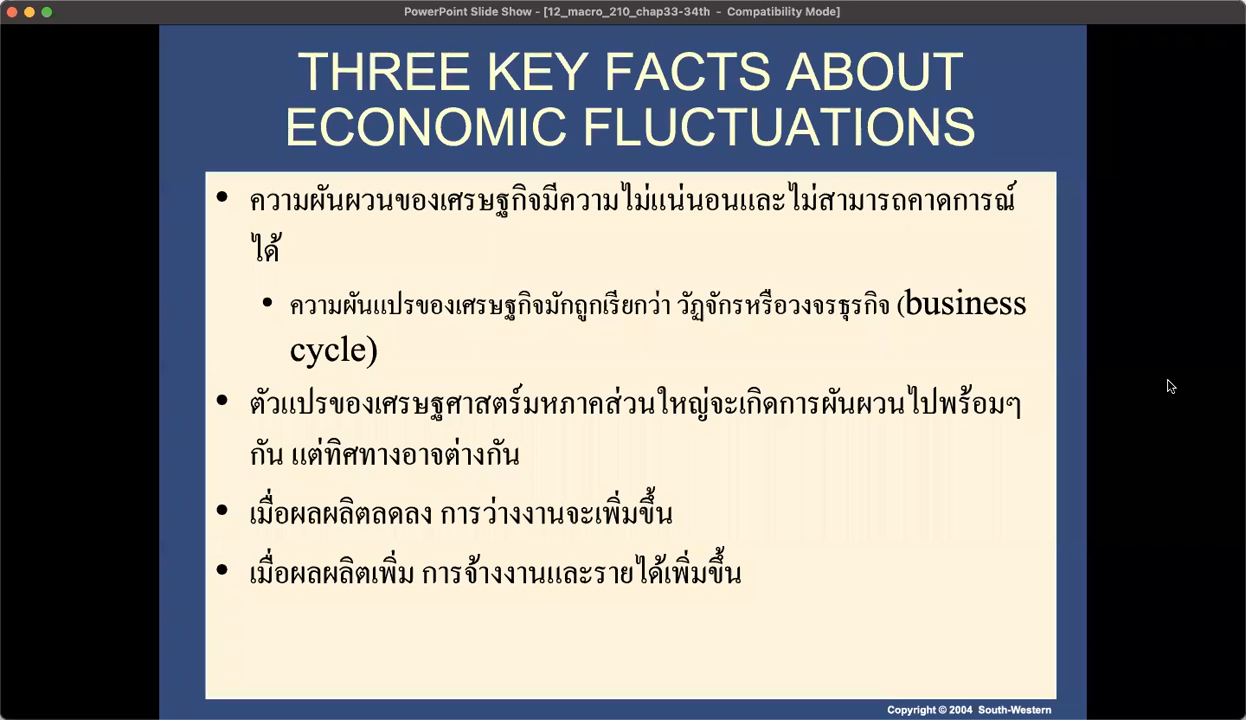 PowerPoint Slide Show - [12_macro_210_chap33-34th - Compatibility Mode]
THREE KEY FACTS ABOUT
ECONOMIC FLUCTUATIONS
• ความผันผวนของเศรษฐกิจมีความไม่แน่นอนและไม่สามารถคาดการณ์
ได้
• ความผันแปรของเศรษฐกิจมักถูกเรียกว่า วัฏจักรหรือวงจรธุรกิจ (business
cycle)
• ตัวแปรของเศรษฐศาสตร์มหภาคส่วนใหญ่จะเกิดการผันผวนไปพร้อมๆ
กัน แต่ทิศทางอาจต่างกัน
• เมื่อผลผลิตลดลง การว่างงานจะเพิ่มขึ้น
• เมื่อผลผลิตเพิ่ม การจ้างงานและรายได้เพิ่มขึ้น
Copyright © 2004 South-Western